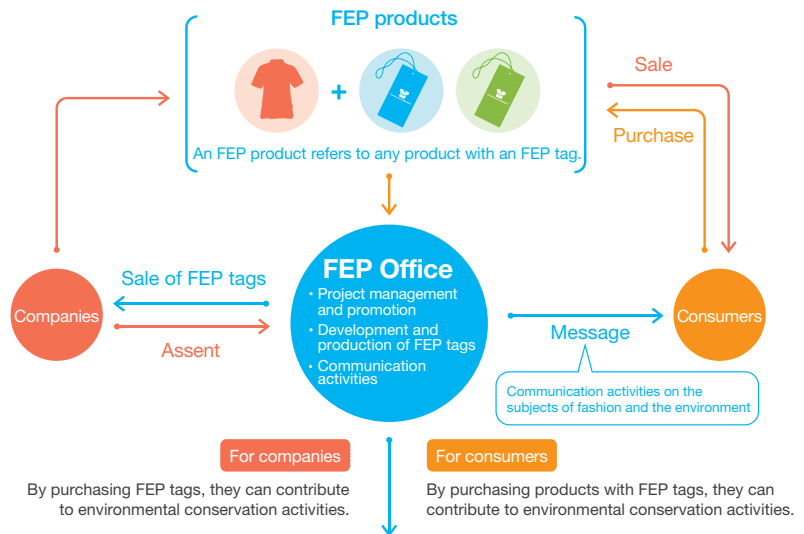 FEP products
+
An FEP product refers to any product with an FEP tag.
Sale
Purchase
Companies
Sale of FEP tags
Assent
FEP Office
・Project management
and promotion
・Development and
production of FEP tags
・Communication
activities
Message
Consumers
Communication activities on the
subjects of fashion and the environment
For companies
By purchasing FEP tags, they can contribute
to environmental conservation activities.
For consumers
By purchasing products with FEP tags, they can
contribute to environmental conservation activities.